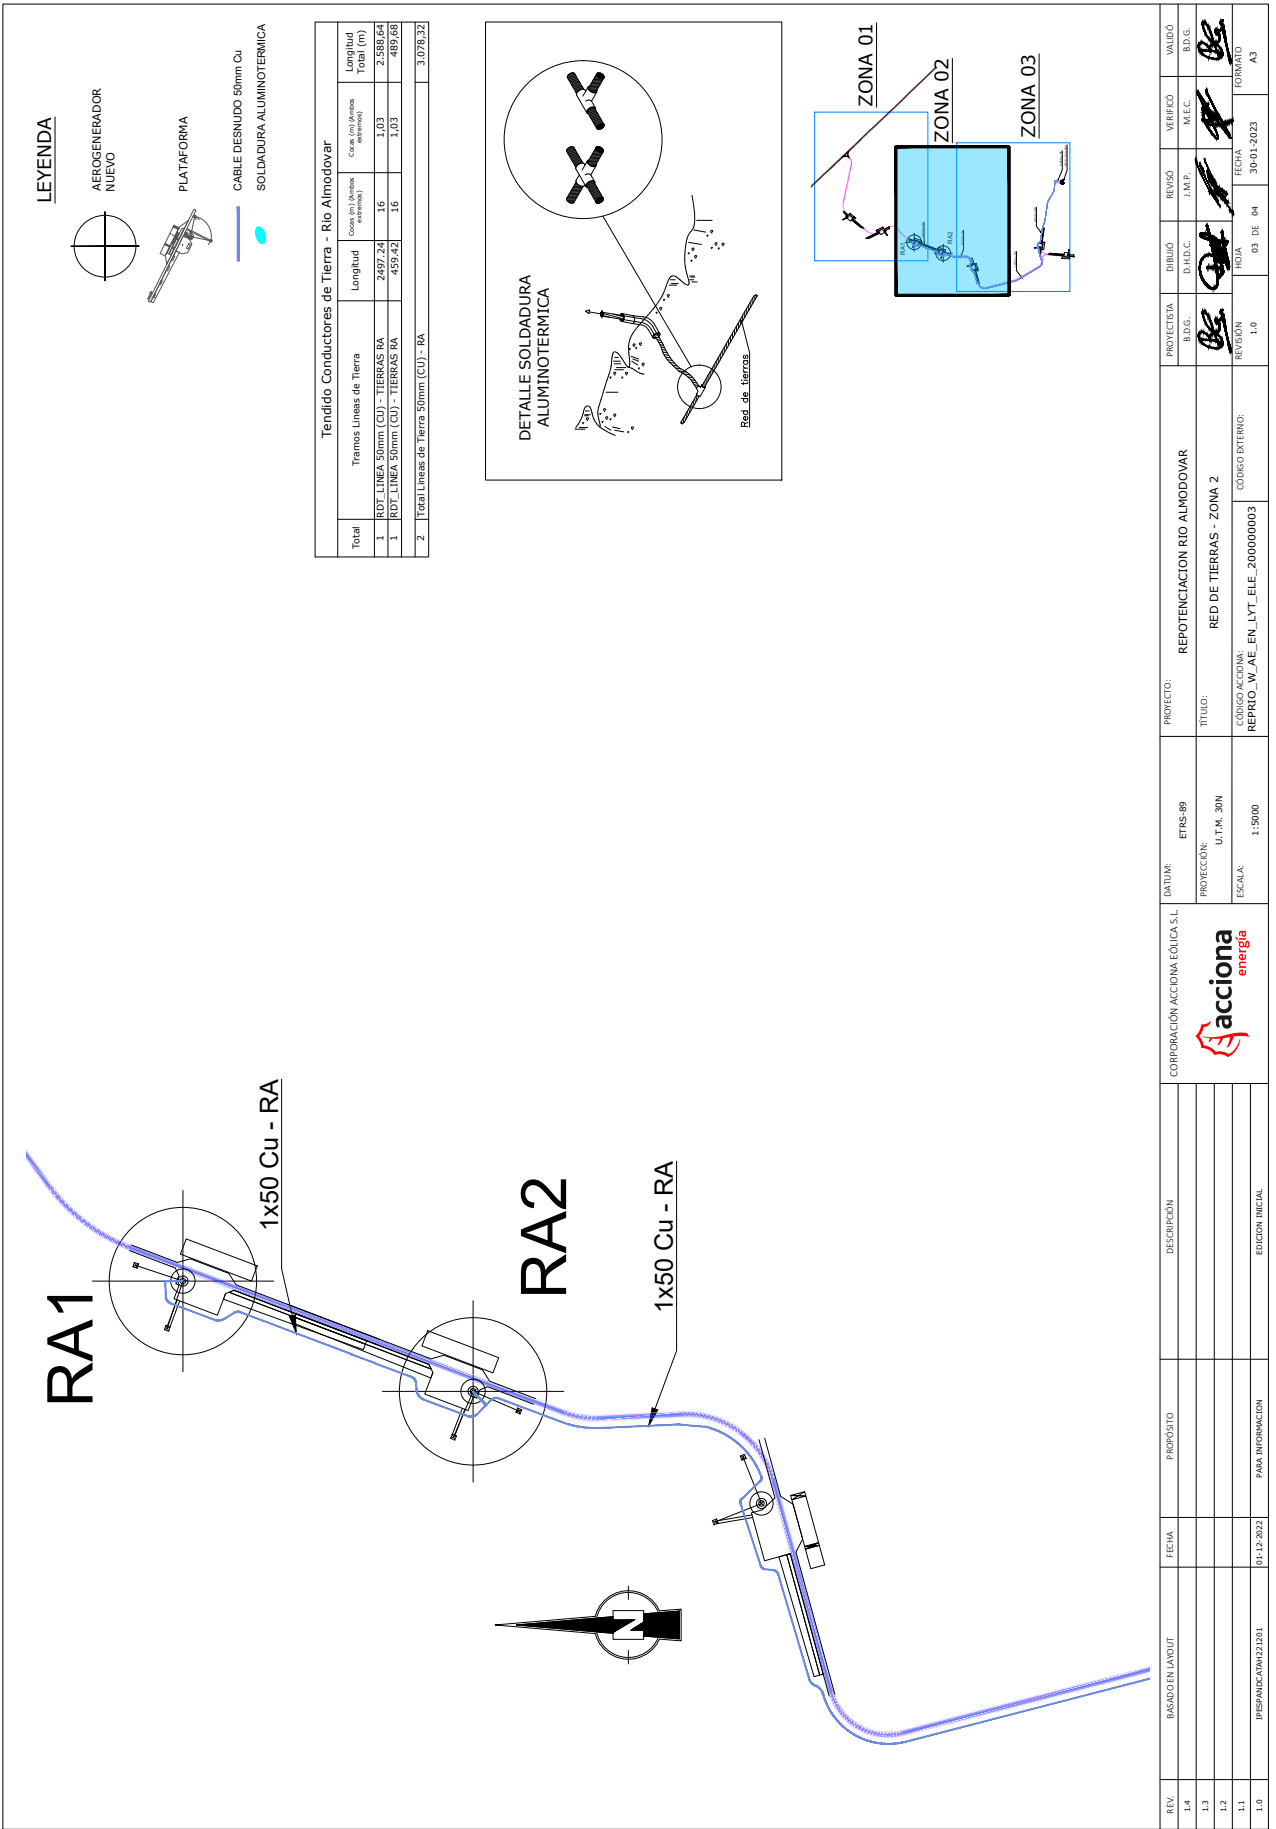 LEYENDA
AEROGENERADOR
NUEVO
PLATAFORMA
CABLE DESNUDO 50mm Cu
SOLDADURA ALUMINOTERMICA
Tendido Conductores de Tierra - Rio Almodovar
Total
Tramos Lineas de Tierra
Longitud
Cocas (m) (Ambos extremos)
Cocas (m) (Ambos extremos)
Longitud Total (m)
1 RDT_LINEA 50mm (CU) - TIERRAS RA 2497,24 16 1,03 2.588,64
1 RDT_LINEA 50mm (CU) - TIERRAS RA 459,42 16 1,03 489,68
2 Total Lineas de Tierra 50mm (CU) - RA 3.078,32
DETALLE SOLDADURA
ALUMINOTERMICA
Red de tierras
ZONA 01
ZONA 02
ZONA 03
RA1
RA2
RA1
1x50 Cu - RA
RA2
1x50 Cu - RA
N
REV.
BASADO EN LAYOUT
FECHA
PROPÓSITO
DESCRIPCIÓN
1.4
1.3
1.2
1.1
1.0 IPESPANDCATAH221201 01-12-2022 PARA INFORMACION EDICION INICIAL
CORPORACIÓN ACCIONA EÓLICA S.L.
acciona
energía
DATUM:
ETRS-89
PROYECCIÓN:
U.T.M. 30N
ESCALA:
1:5000
PROYECTO:
REPOTENCIACION RIO ALMODOVAR
TÍTULO:
RED DE TIERRAS - ZONA 2
CÓDIGO ACCIONA:
REPRIO_W_AE_EN_LYT_ELE_200000003
CÓDIGO EXTERNO:
PROYECTISTA
B.D.G.
DIBUJÓ
D.H.D.C.
REVISÓ
J.M.P.
VERIFICÓ
M.E.C.
VALIDÓ
B.D.G.
REVISIÓN
1.0
HOJA
03 DE 04
FECHA
30-01-2023
FORMATO
A3